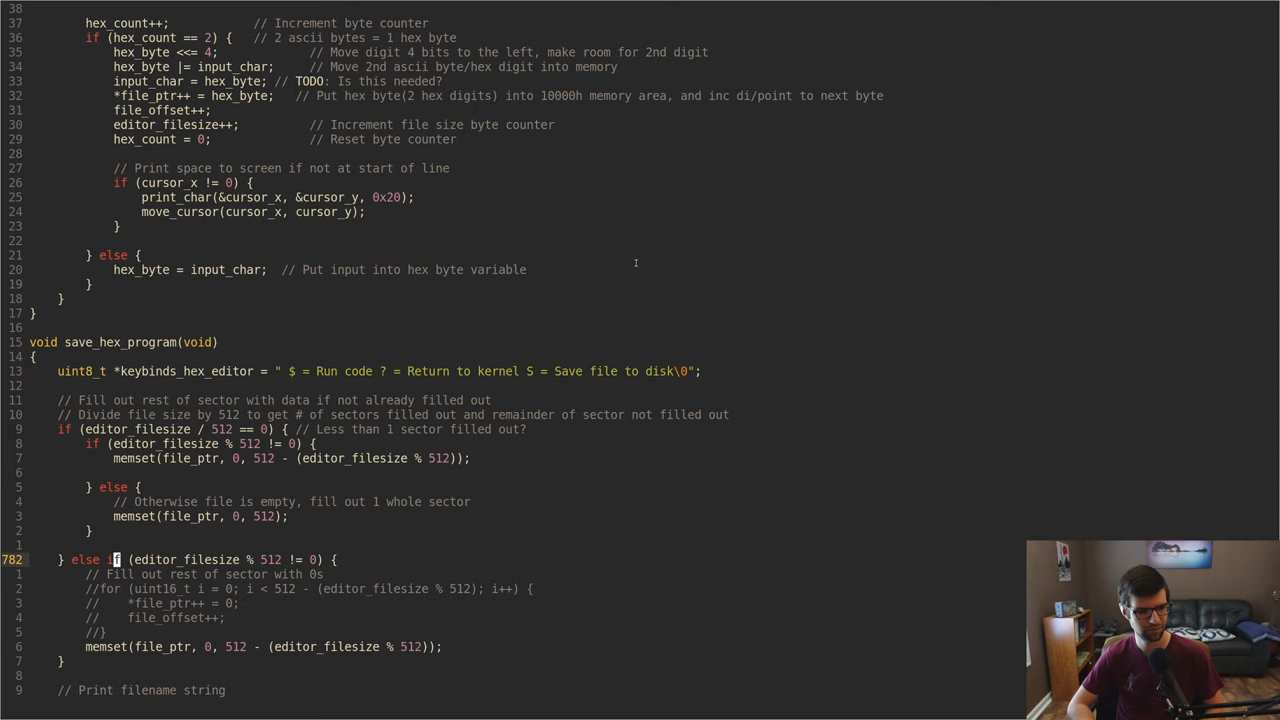 38
37 hex_count++; // Increment byte counter
36 if (hex_count == 2) { // 2 ascii bytes = 1 hex byte
35 hex_byte <<= 4; // Move digit 4 bits to the left, make room for 2nd digit
34 hex_byte |= input_char; // Move 2nd ascii byte/hex digit into memory
33 input_char = hex_byte; // TODO: Is this needed?
32 *file_ptr++ = hex_byte; // Put hex byte(2 hex digits) into 10000h memory area, and inc di/point to next byte
31 file_offset++;
30 editor_filesize++; // Increment file size byte counter
29 hex_count = 0; // Reset byte counter
28
27 // Print space to screen if not at start of line
26 if (cursor_x != 0) {
25 print_char(&cursor_x, &cursor_y, 0x20);
24 move_cursor(cursor_x, cursor_y);
23 }
22
21 } else {
20 hex_byte = input_char; // Put input into hex byte variable
19 }
18 }
17 }
16
15 void save_hex_program(void)
14 {
13 uint8_t *keybinds_hex_editor = " $ = Run code ? = Return to kernel S = Save file to disk\0";
12
11 // Fill out rest of sector with data if not already filled out
10 // Divide file size by 512 to get # of sectors filled out and remainder of sector not filled out
9 if (editor_filesize / 512 == 0) { // Less than 1 sector filled out?
8 if (editor_filesize % 512 != 0) {
7 memset(file_ptr, 0, 512 - (editor_filesize % 512));
6
5 } else {
4 // Otherwise file is empty, fill out 1 whole sector
3 memset(file_ptr, 0, 512);
2 }
1
782 } else if (editor_filesize % 512 != 0) {
1 // Fill out rest of sector with 0s
2 //for (uint16_t i = 0; i < 512 - (editor_filesize % 512); i++) {
3 // *file_ptr++ = 0;
4 // file_offset++;
5 //}
6 memset(file_ptr, 0, 512 - (editor_filesize % 512));
7 }
8
9 // Print filename string